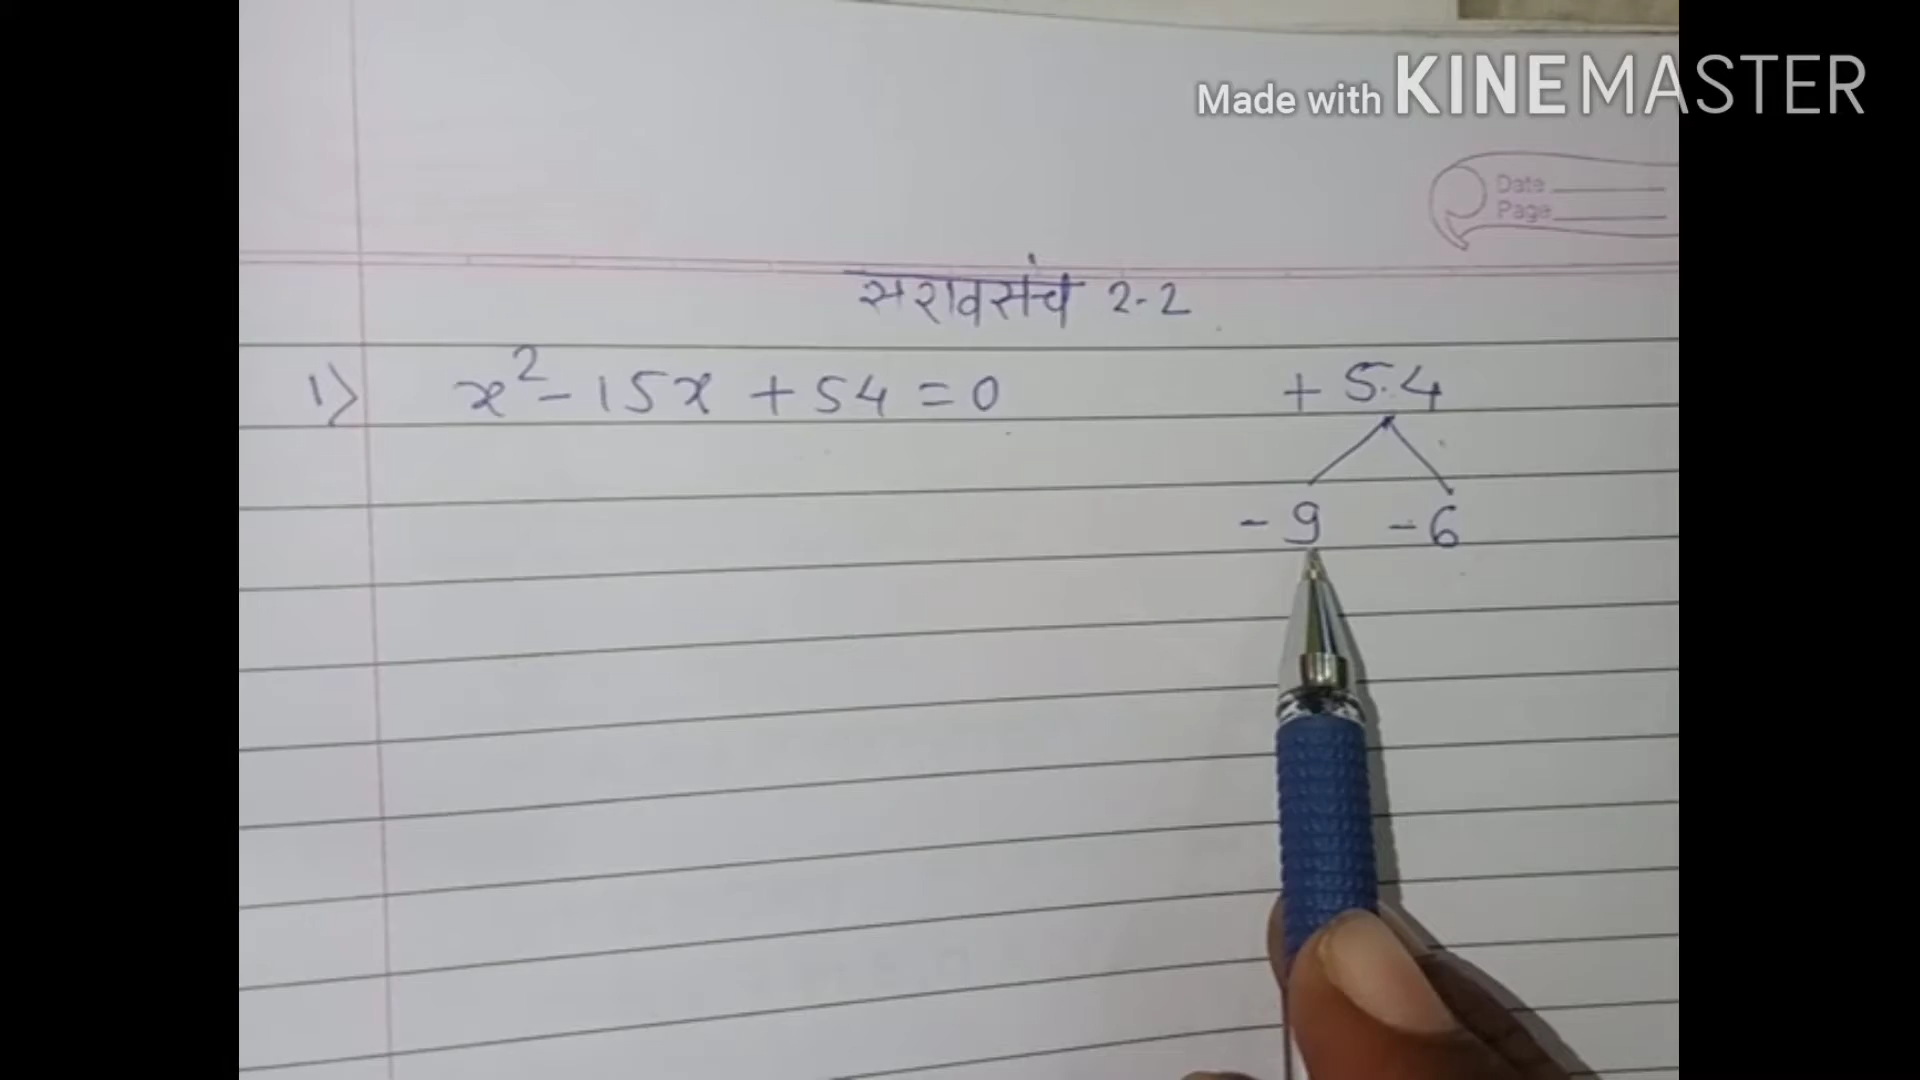 Made with KINEMASTER
Date
Page
सरावसंच 2.2
1) x² - 15x + 54 = 0
+ 54
- 9 - 6